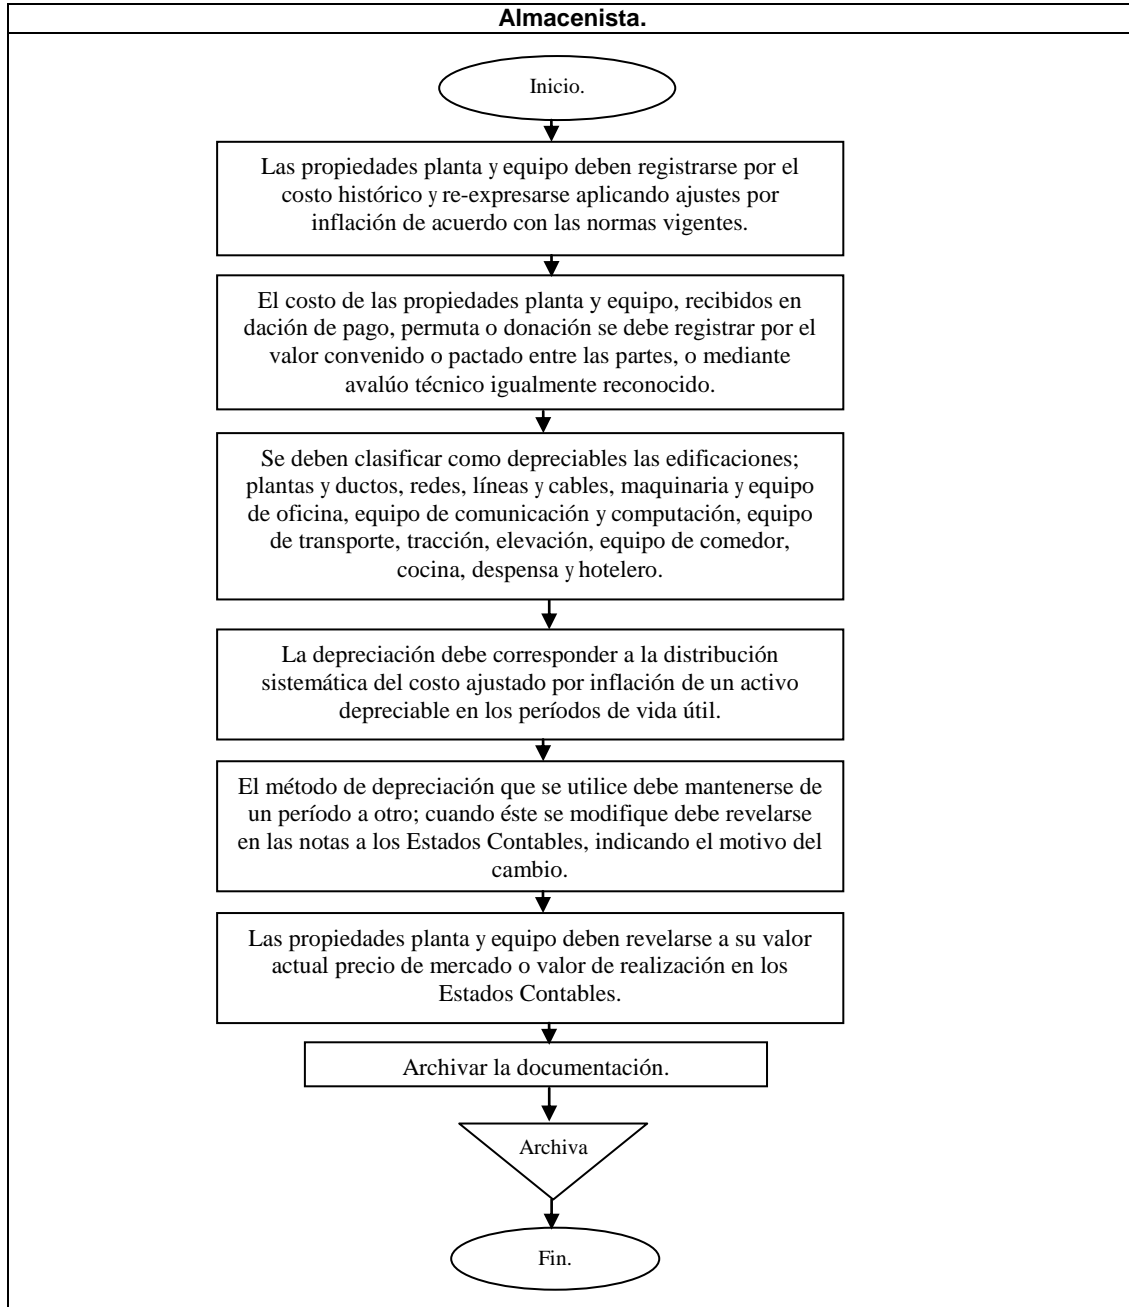 Almacenista.
Inicio.
Las propiedades planta y equipo deben registrarse por el
costo histórico y re-expresarse aplicando ajustes por
inflación de acuerdo con las normas vigentes.
El costo de las propiedades planta y equipo, recibidos en
dación de pago, permuta o donación se debe registrar por el
valor convenido o pactado entre las partes, o mediante
avalúo técnico igualmente reconocido.
Se deben clasificar como depreciables las edificaciones;
plantas y ductos, redes, líneas y cables, maquinaria y equipo
de oficina, equipo de comunicación y computación, equipo
de transporte, tracción, elevación, equipo de comedor,
cocina, despensa y hotelero.
La depreciación debe corresponder a la distribución
sistemática del costo ajustado por inflación de un activo
depreciable en los períodos de vida útil.
El método de depreciación que se utilice debe mantenerse de
un período a otro; cuando éste se modifique debe revelarse
en las notas a los Estados Contables, indicando el motivo del
cambio.
Las propiedades planta y equipo deben revelarse a su valor
actual precio de mercado o valor de realización en los
Estados Contables.
Archivar la documentación.
Archiva
Fin.